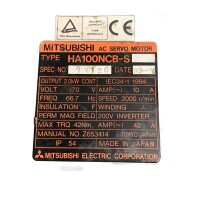 MITSUBISHI AC SERVO MOTOR
TYPE HA100NCB-S
SPEC NO. DATE
OUTPUT 2.0kW CONT IEC34-1 1994
VOLT 170 V AMP(~) 10 A
FREQ 66.7 Hz SPEED 2000 r/min
INSULATION F WINDING
PERM MAG FIELD 200V INVERTER
MAX TRQ 42Nm AMP(~) 42 A
MANUAL NO Z653414
IP 54 MADE IN JAPAN
MITSUBISHI ELECTRIC CORPORATION